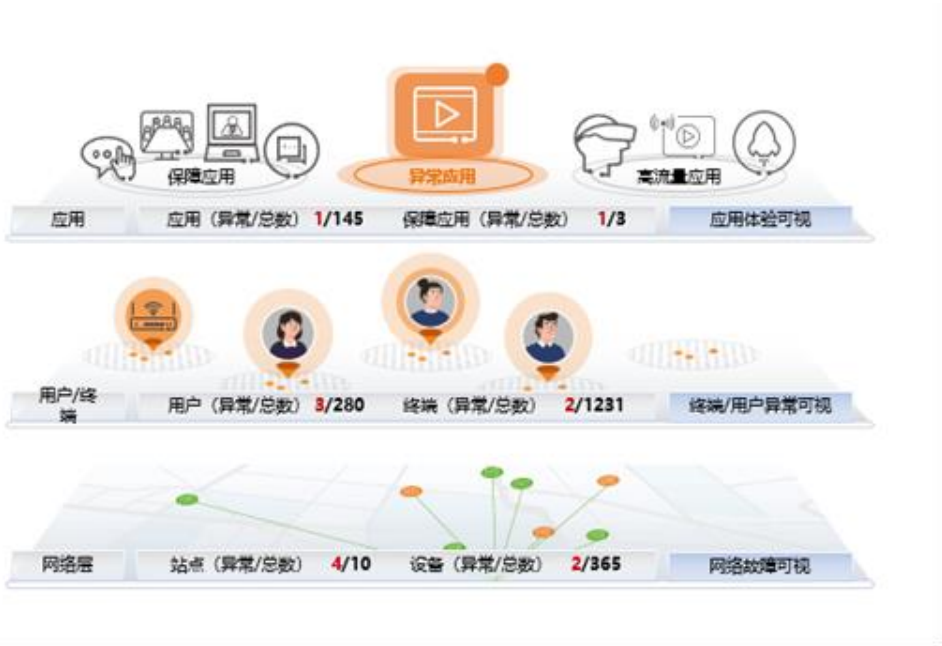 保障应用
异常应用
高流量应用
应用
应用（异常/总数） 1/145
保障应用（异常/总数） 1/3
应用体验可视
用户/终
端
用户（异常/总数） 3/280
终端（异常/总数） 2/1231
终端/用户异常可视
网络层
站点（异常/总数） 4/10
设备（异常/总数） 2/365
网络故障可视